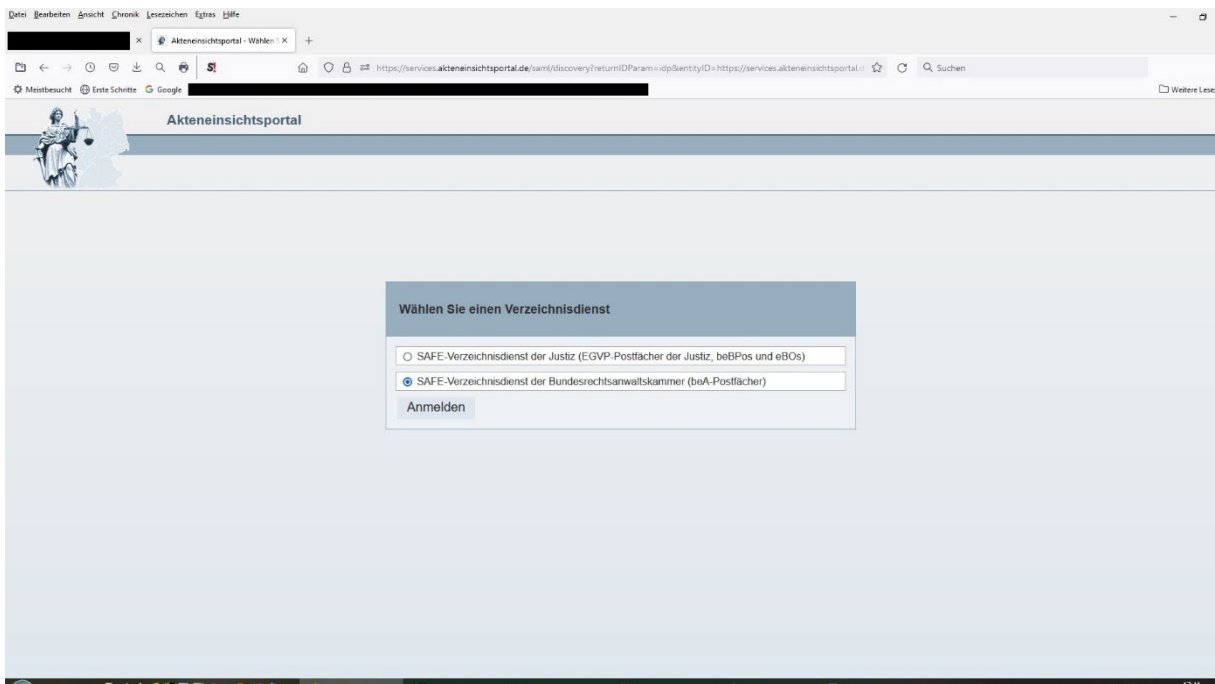 Datei Bearbeiten Ansicht Chronik Lesezeichen Extras Hilfe
Akteneinsichtsportal - Wählen
S!
https://services.akteneinsichtsportal.de/saml/discovery?returnIDParam=idp&entityID=https://services.akteneinsichtsportal.d
Suchen
Meistbesucht Erste Schritte Google
Weitere Lese
Akteneinsichtsportal
Wählen Sie einen Verzeichnisdienst
SAFE-Verzeichnisdienst der Justiz (EGVP-Postfächer der Justiz, beBPos und eBOs)
SAFE-Verzeichnisdienst der Bundesrechtsanwaltskammer (beA-Postfächer)
Anmelden